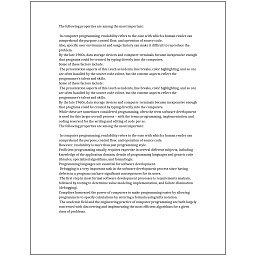 The following properties are among the most important:

In computer programming, readability refers to the ease with which a human reader can
comprehend the purpose, control flow, and operation of source code.
Also, specific user environment and usage history can make it difficult to reproduce the
problem.
By the late 1960s, data storage devices and computer terminals became inexpensive enough
that programs could be created by typing directly into the computers.
Some of these factors include:
The presentation aspects of this (such as indents, line breaks, color highlighting, and so on)
are often handled by the source code editor, but the content aspects reflect the
programmer's talent and skills.
Some of these factors include:
The presentation aspects of this (such as indents, line breaks, color highlighting, and so on)
are often handled by the source code editor, but the content aspects reflect the
programmer's talent and skills.
By the late 1960s, data storage devices and computer terminals became inexpensive enough
that programs could be created by typing directly into the computers.
While these are sometimes considered programming, often the term software development
is used for this larger overall process – with the terms programming, implementation, and
coding reserved for the writing and editing of code per se.
The following properties are among the most important:

In computer programming, readability refers to the ease with which a human reader can
comprehend the purpose, control flow, and operation of source code.
However, readability is more than just programming style.
Proficient programming usually requires expertise in several different subjects, including
knowledge of the application domain, details of programming languages and generic code
libraries, specialized algorithms, and formal logic.
Programming languages are essential for software development.
Debugging is a very important task in the software development process since having
defects in a program can have significant consequences for its users.
The first step in most formal software development processes is requirements analysis,
followed by testing to determine value modeling, implementation, and failure elimination
(debugging).
Compilers harnessed the power of computers to make programming easier by allowing
programmers to specify calculations by entering a formula using infix notation.
The academic field and the engineering practice of computer programming are both largely
concerned with discovering and implementing the most efficient algorithms for a given
class of problems.